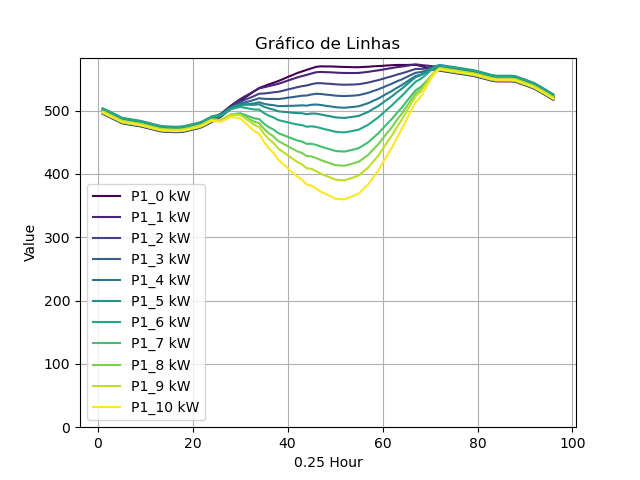 Gráfico de Linhas
Value
500
400
300
200
100
0
P1_0 kW
P1_1 kW
P1_2 kW
P1_3 kW
P1_4 kW
P1_5 kW
P1_6 kW
P1_7 kW
P1_8 kW
P1_9 kW
P1_10 kW
0 20 40 60 80 100
0.25 Hour